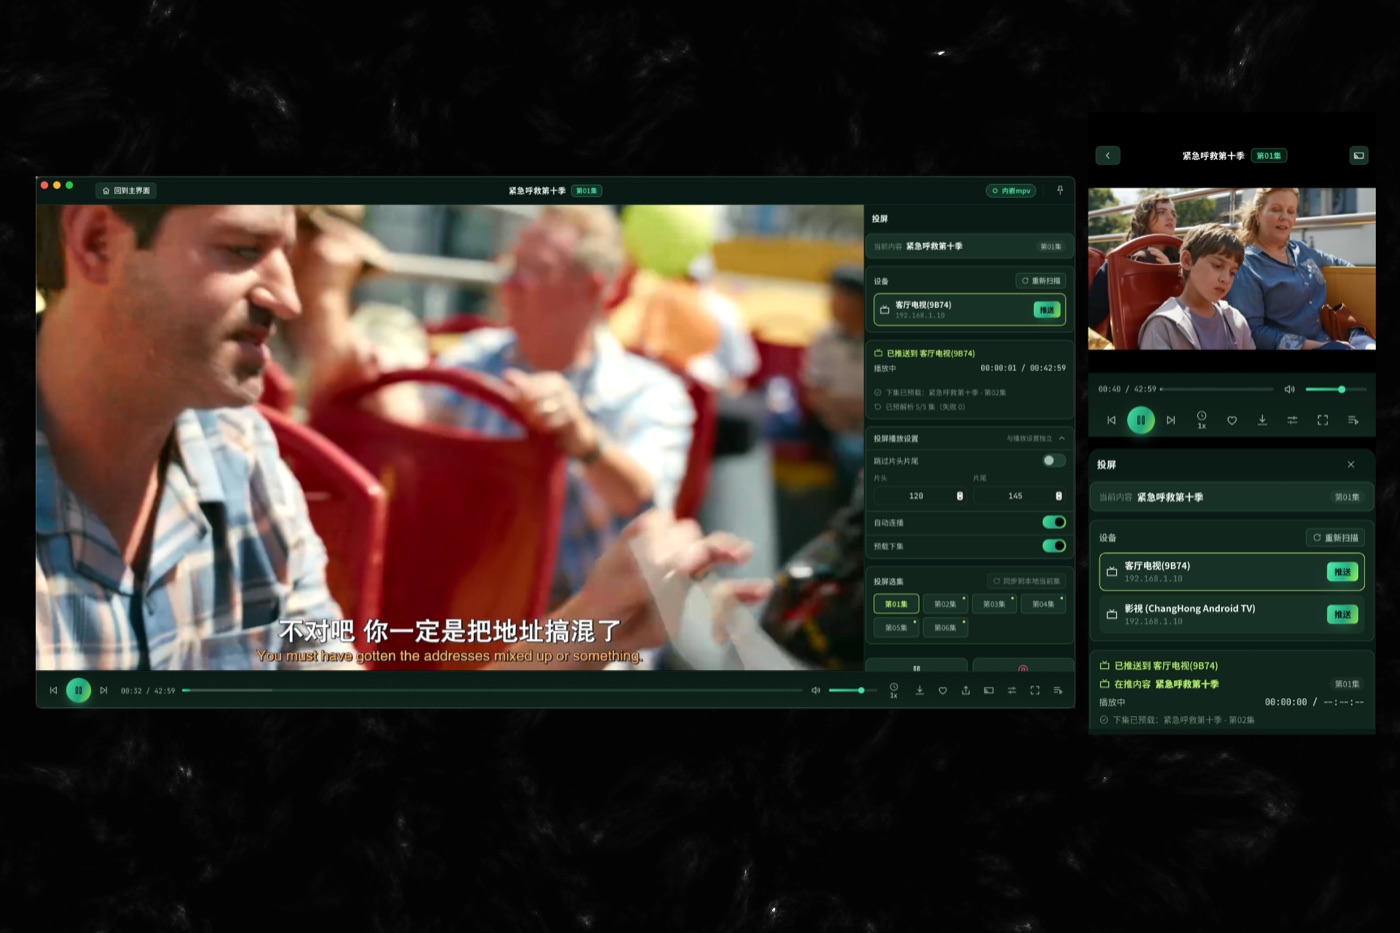 回到主界面
紧急呼救第十季 第01集
内嵌mpv
不对吧 你一定是把地址搞混了
You must have gotten the addresses mixed up or something.
00:32 / 42:59
1x
投屏
当前内容 紧急呼救第十季 第01集
设备 重新扫描
客厅电视(9B74)
192.168.1.10
推送
已推送到 客厅电视(9B74)
播放中 00:00:01 / 00:42:59
下集已预载: 紧急呼救第十季 - 第02集
已预解析 5/5 集 (失败 0)
投屏播放设置 与播放设置独立
跳过片头片尾
片头 片尾
120 145
自动连播
预载下集
投屏选集 同步到本地当前集
第01集 第02集 第03集 第04集
第05集 第06集
紧急呼救第十季 第01集
00:40 / 42:59
1x
投屏
当前内容 紧急呼救第十季 第01集
设备 重新扫描
客厅电视(9B74)
192.168.1.10
推送
影视 (ChangHong Android TV)
192.168.1.10
推送
已推送到 客厅电视(9B74)
在推内容 紧急呼救第十季 第01集
播放中 00:00:00 / --:--:--
下集已预载: 紧急呼救第十季 - 第02集